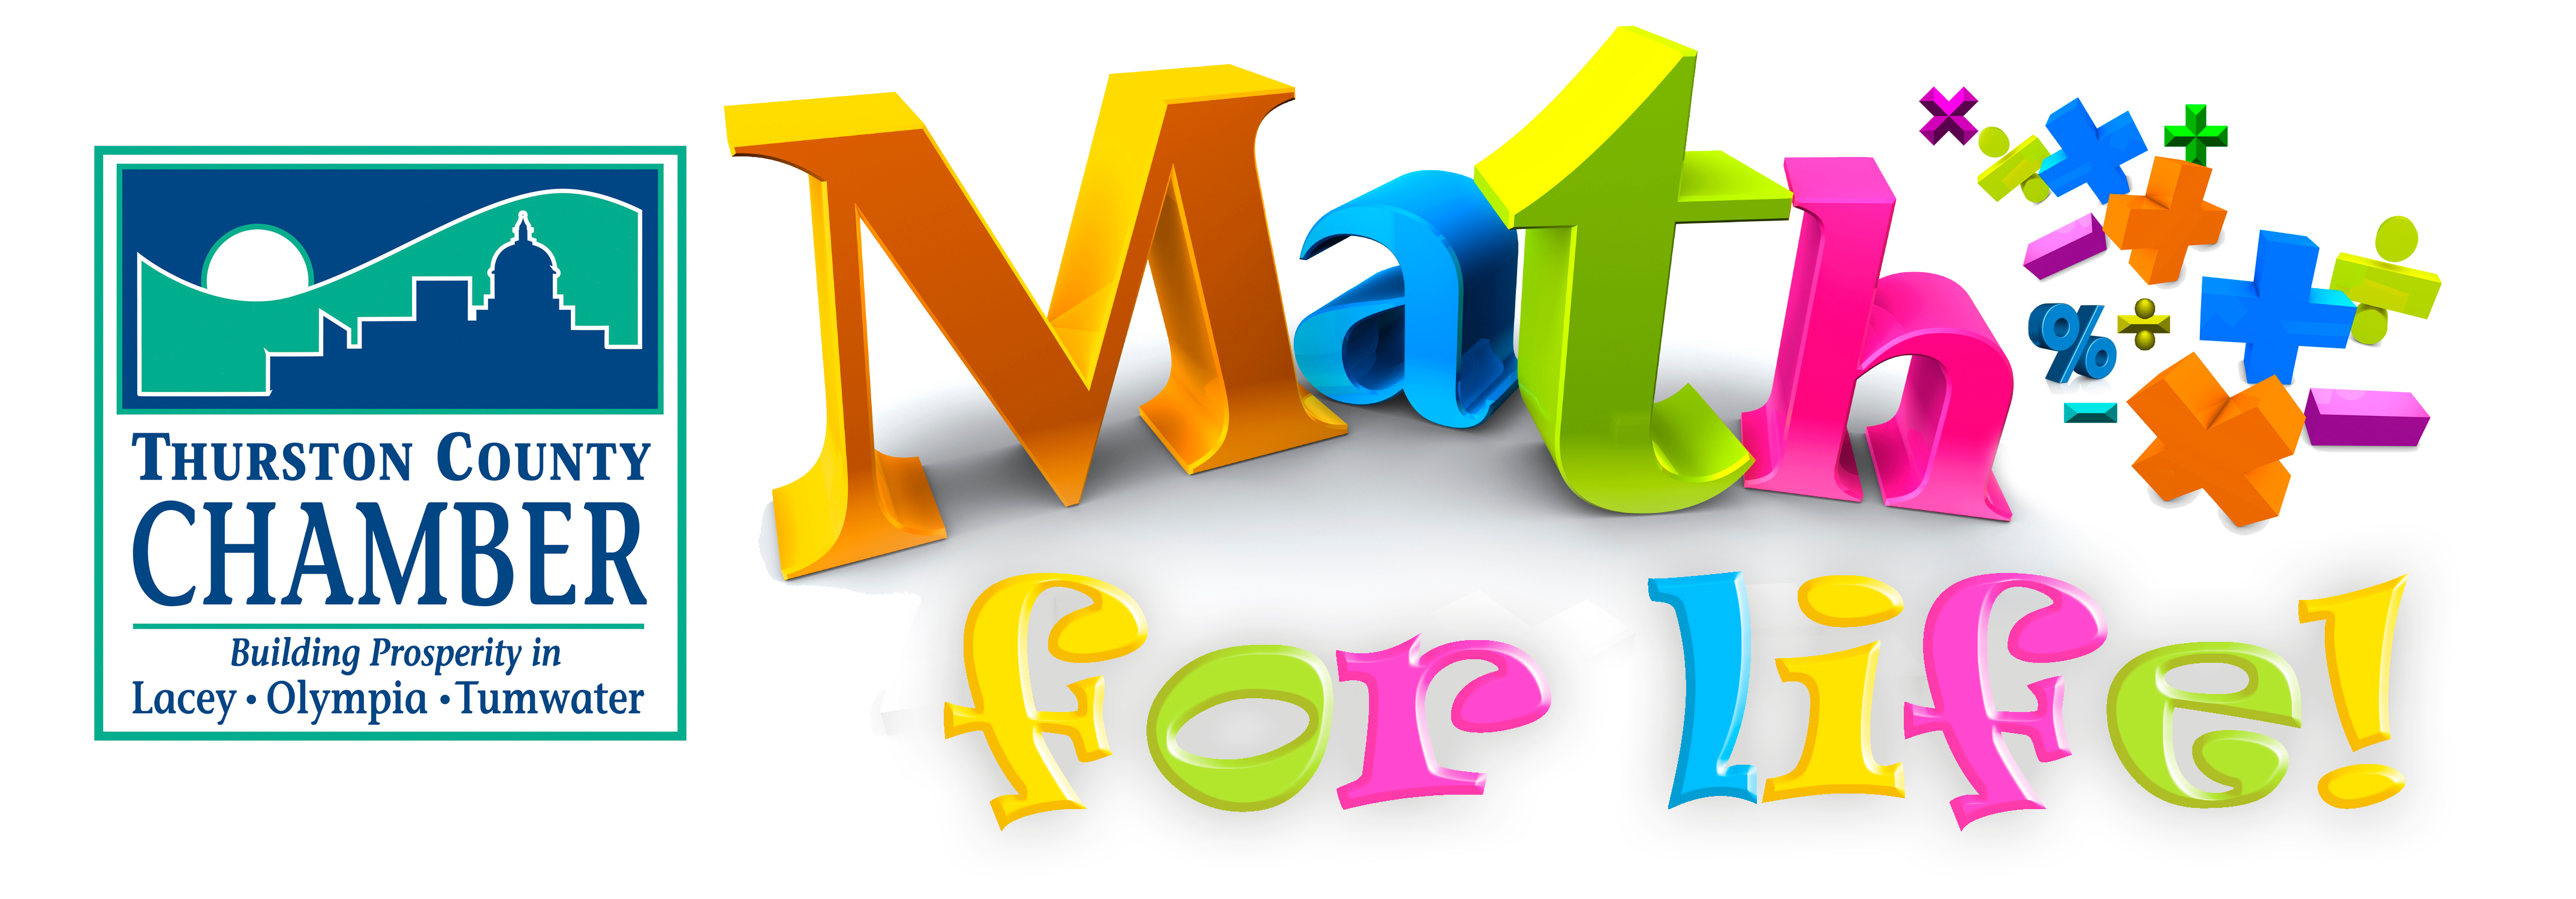 THURSTON COUNTY
CHAMBER
Building Prosperity in
Lacey • Olympia • Tumwater
Math
× ÷ × + + − ÷ + % ÷ − × −
for life!